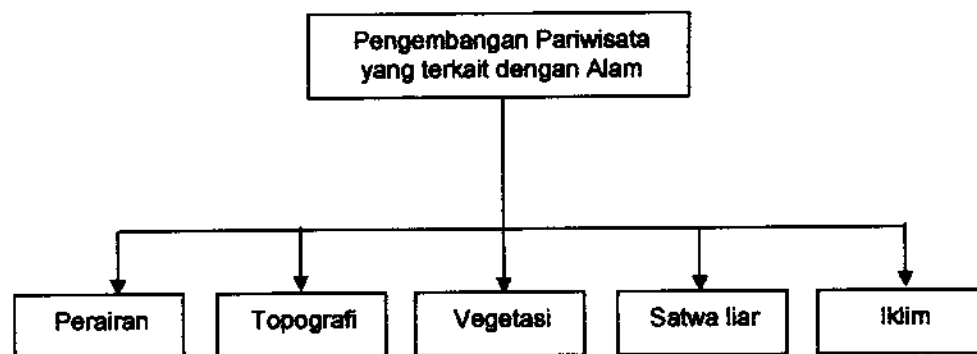 Pengembangan Pariwisata
yang terkait dengan Alam
Perairan
Topografi
Vegetasi
Satwa liar
Iklim